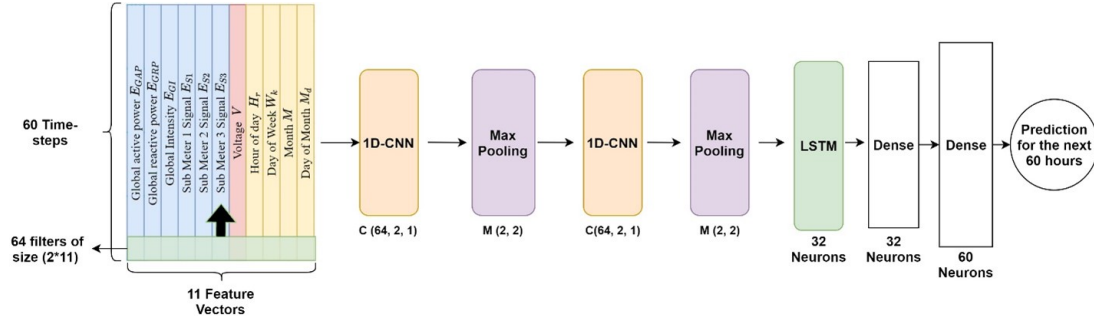 60 Time-
steps
64 filters of
size (2*11)
Global active power E_GAP
Global reactive power E_GRP
Global Intensity E_GI
Sub Meter 1 Signal E_S1
Sub Meter 2 Signal E_S2
Sub Meter 3 Signal E_S3
Voltage V
Hour of day H_r
Day of Week W_k
Month M
Day of Month M_d
11 Feature
Vectors
1D-CNN
C (64, 2, 1)
Max
Pooling
M (2, 2)
1D-CNN
C(64, 2, 1)
Max
Pooling
M (2, 2)
LSTM
32
Neurons
Dense
32
Neurons
Dense
60
Neurons
Prediction
for the next
60 hours